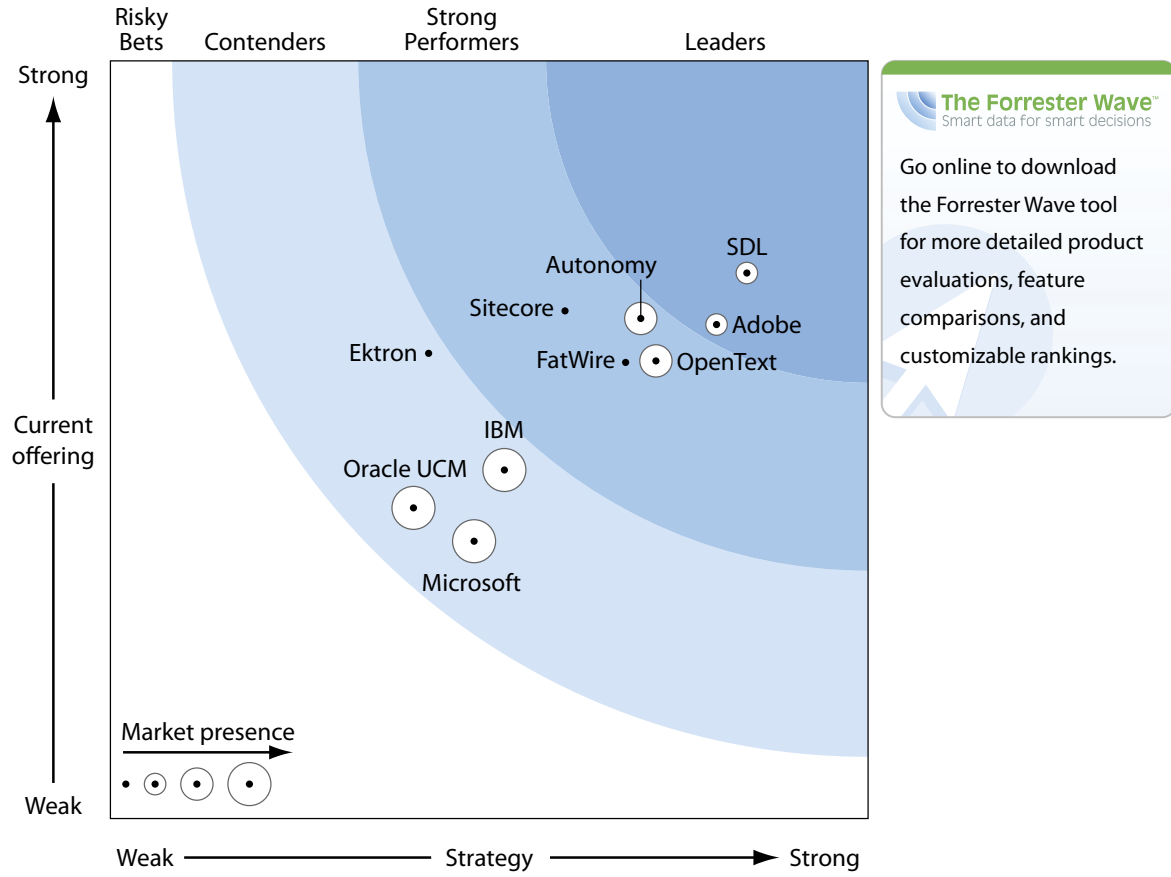 Risky
Bets
Contenders
Strong
Performers
Leaders
Strong
Current
offering
Weak
SDL
Autonomy
Sitecore
Adobe
Ektron
FatWire
OpenText
IBM
Oracle UCM
Microsoft
Market presence
Weak
Strategy
Strong
The Forrester Wave™
Smart data for smart decisions
Go online to download
the Forrester Wave tool
for more detailed product
evaluations, feature
comparisons, and
customizable rankings.